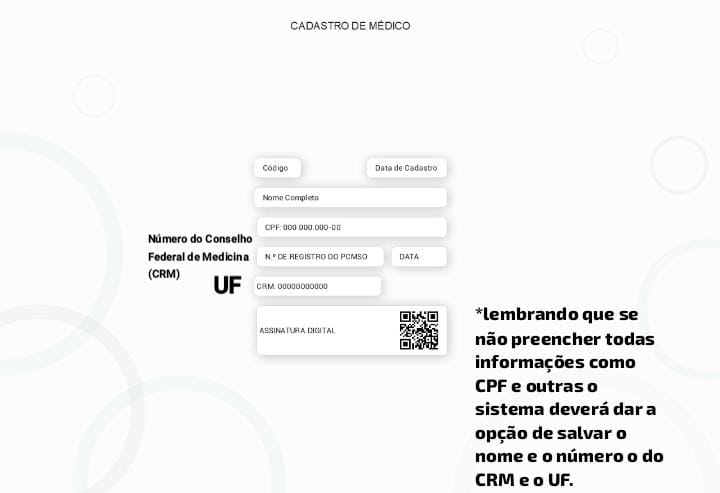 CADASTRO DE MÉDICO
Código
Data de Cadastro
Nome Completo
CPF: 000.000.000-00
Número do Conselho
Federal de Medicina
(CRM)
N.º DE REGISTRO DO PCMSO
DATA
UF
CRM: 00000000000
ASSINATURA DIGITAL
*lembrando que se
não preencher todas
informações como
CPF e outras o
sistema deverá dar a
opção de salvar o
nome e o número o do
CRM e o UF.